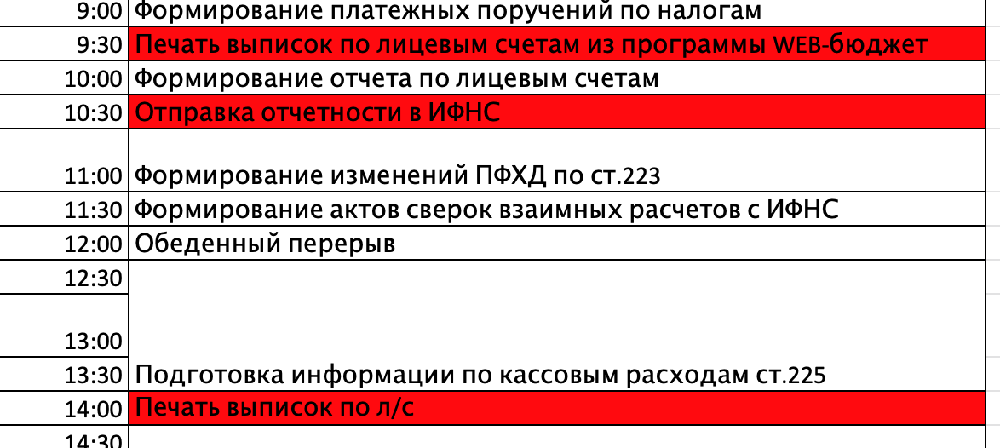 9:00 Формирование платежных поручений по налогам
9:30 Печать выписок по лицевым счетам из программы WEB-бюджет
10:00 Формирование отчета по лицевым счетам
10:30 Отправка отчетности в ИФНС
11:00 Формирование изменений ПФХД по ст.223
11:30 Формирование актов сверок взаимных расчетов с ИФНС
12:00 Обеденный перерыв
12:30
13:00
13:30 Подготовка информации по кассовым расходам ст.225
14:00 Печать выписок по л/с
14:30